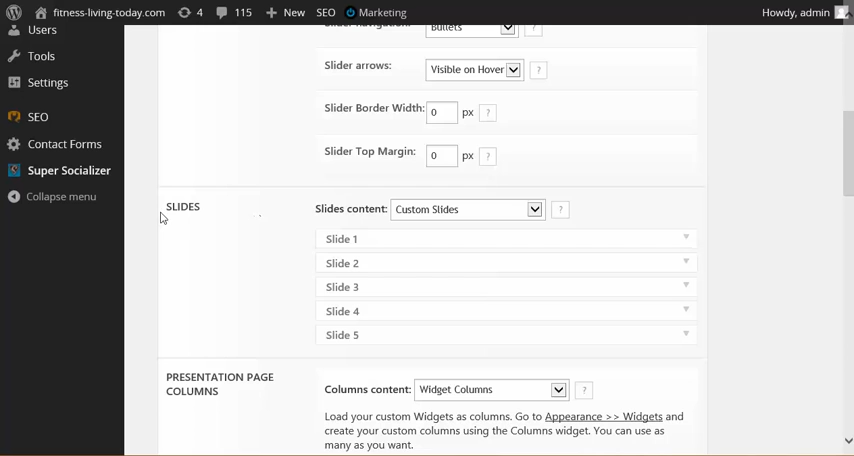 fitness-living-today.com 4 115 + New SEO Marketing Howdy, admin
Users
Tools
Settings
SEO
Contact Forms
Super Socializer
Collapse menu
Slider navigation: Bullets ?
Slider arrows: Visible on Hover ?
Slider Border Width: 0 px ?
Slider Top Margin: 0 px ?
SLIDES
Slides content: Custom Slides ?
Slide 1
Slide 2
Slide 3
Slide 4
Slide 5
PRESENTATION PAGE
COLUMNS
Columns content: Widget Columns ?
Load your custom Widgets as columns. Go to Appearance >> Widgets and
create your custom columns using the Columns widget. You can use as
many as you want.